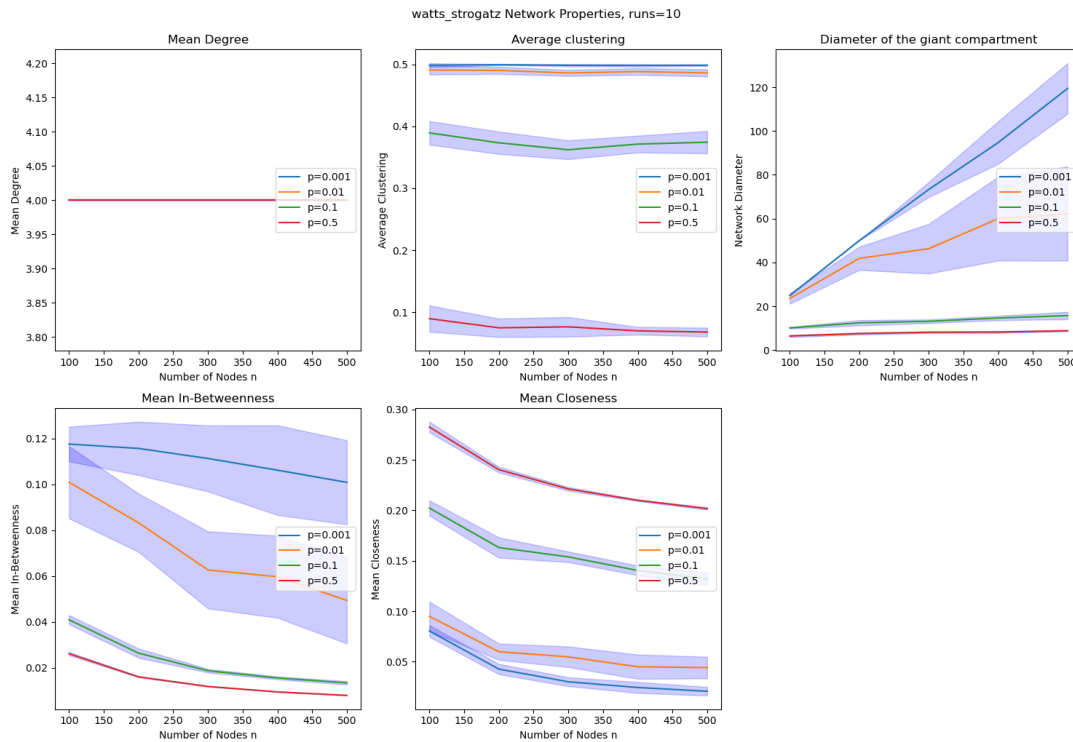 watts_strogatz Network Properties, runs=10
Mean Degree
4.20
4.15
4.10
4.05
4.00
3.95
3.90
3.85
3.80
Mean Degree
p=0.001
p=0.01
p=0.1
p=0.5
100 150 200 250 300 350 400 450 500
Number of Nodes n
Average clustering
0.5
0.4
0.3
0.2
0.1
Average Clustering
p=0.001
p=0.01
p=0.1
p=0.5
100 150 200 250 300 350 400 450 500
Number of Nodes n
Diameter of the giant compartment
120
100
80
60
40
20
0
Network Diameter
p=0.001
p=0.01
p=0.1
p=0.5
100 150 200 250 300 350 400 450 500
Number of Nodes n
Mean In-Betweenness
0.12
0.10
0.08
0.06
0.04
0.02
Mean In-Betweenness
p=0.001
p=0.01
p=0.1
p=0.5
100 150 200 250 300 350 400 450 500
Number of Nodes n
Mean Closeness
0.30
0.25
0.20
0.15
0.10
0.05
Mean Closeness
p=0.001
p=0.01
p=0.1
p=0.5
100 150 200 250 300 350 400 450 500
Number of Nodes n